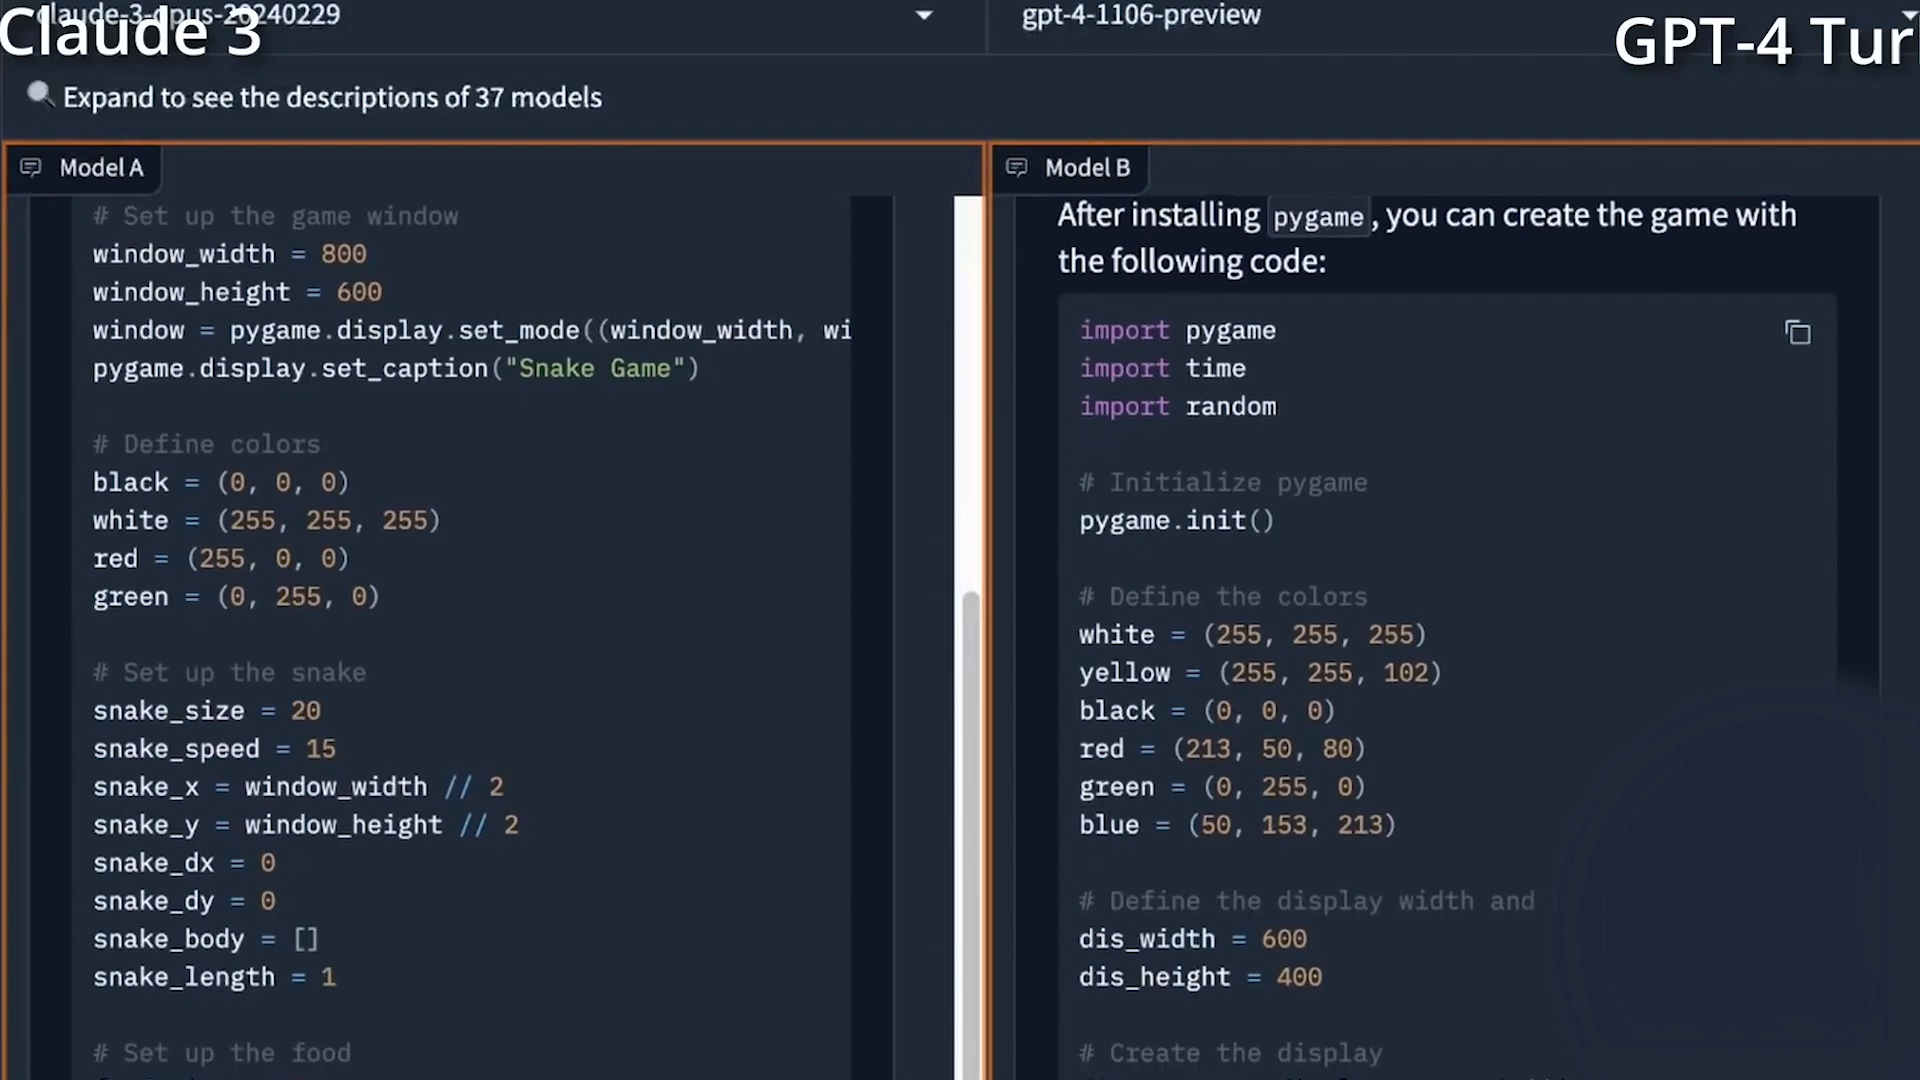 claude-3-opus-20240229
Claude 3
gpt-4-1106-preview
GPT-4 Tur
Expand to see the descriptions of 37 models
Model A
# Set up the game window
window_width = 800
window_height = 600
window = pygame.display.set_mode((window_width, wi
pygame.display.set_caption("Snake Game")
# Define colors
black = (0, 0, 0)
white = (255, 255, 255)
red = (255, 0, 0)
green = (0, 255, 0)
# Set up the snake
snake_size = 20
snake_speed = 15
snake_x = window_width // 2
snake_y = window_height // 2
snake_dx = 0
snake_dy = 0
snake_body = []
snake_length = 1
# Set up the food
Model B
After installing pygame, you can create the game with
the following code:
import pygame
import time
import random
# Initialize pygame
pygame.init()
# Define the colors
white = (255, 255, 255)
yellow = (255, 255, 102)
black = (0, 0, 0)
red = (213, 50, 80)
green = (0, 255, 0)
blue = (50, 153, 213)
# Define the display width and
dis_width = 600
dis_height = 400
# Create the display